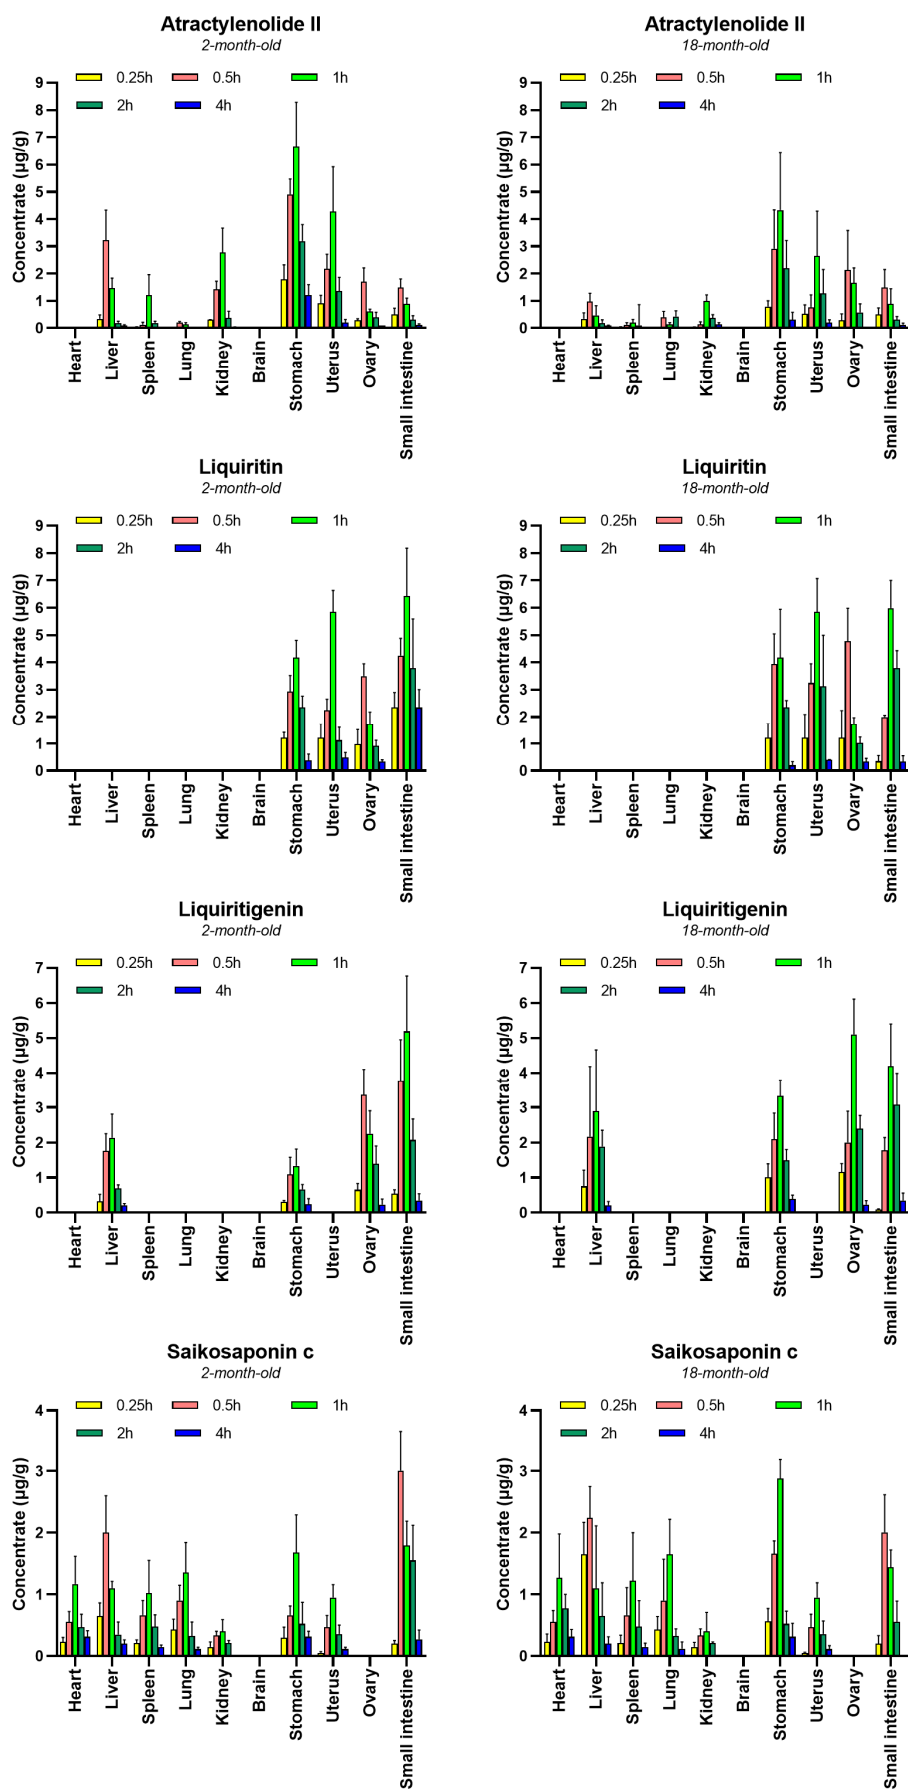 Atractylenolide II
2-month-old
0.25h 0.5h 1h
2h 4h
Concentrate (µg/g)
9
8
7
6
5
4
3
2
1
0
Heart Liver Spleen Lung Kidney Brain Stomach Uterus Ovary Small intestine
Atractylenolide II
18-month-old
0.25h 0.5h 1h
2h 4h
Concentrate (µg/g)
9
8
7
6
5
4
3
2
1
0
Heart Liver Spleen Lung Kidney Brain Stomach Uterus Ovary Small intestine
Liquiritin
2-month-old
0.25h 0.5h 1h
2h 4h
Concentrate (µg/g)
9
8
7
6
5
4
3
2
1
0
Heart Liver Spleen Lung Kidney Brain Stomach Uterus Ovary Small intestine
Liquiritin
18-month-old
0.25h 0.5h 1h
2h 4h
Concentrate (µg/g)
9
8
7
6
5
4
3
2
1
0
Heart Liver Spleen Lung Kidney Brain Stomach Uterus Ovary Small intestine
Liquiritigenin
2-month-old
0.25h 0.5h 1h
2h 4h
Concentrate (µg/g)
7
6
5
4
3
2
1
0
Heart Liver Spleen Lung Kidney Brain Stomach Uterus Ovary Small intestine
Liquiritigenin
18-month-old
0.25h 0.5h 1h
2h 4h
Concentrate (µg/g)
7
6
5
4
3
2
1
0
Heart Liver Spleen Lung Kidney Brain Stomach Uterus Ovary Small intestine
Saikosaponin c
2-month-old
0.25h 0.5h 1h
2h 4h
Concentrate (µg/g)
4
3
2
1
0
Heart Liver Spleen Lung Kidney Brain Stomach Uterus Ovary Small intestine
Saikosaponin c
18-month-old
0.25h 0.5h 1h
2h 4h
Concentrate (µg/g)
4
3
2
1
0
Heart Liver Spleen Lung Kidney Brain Stomach Uterus Ovary Small intestine